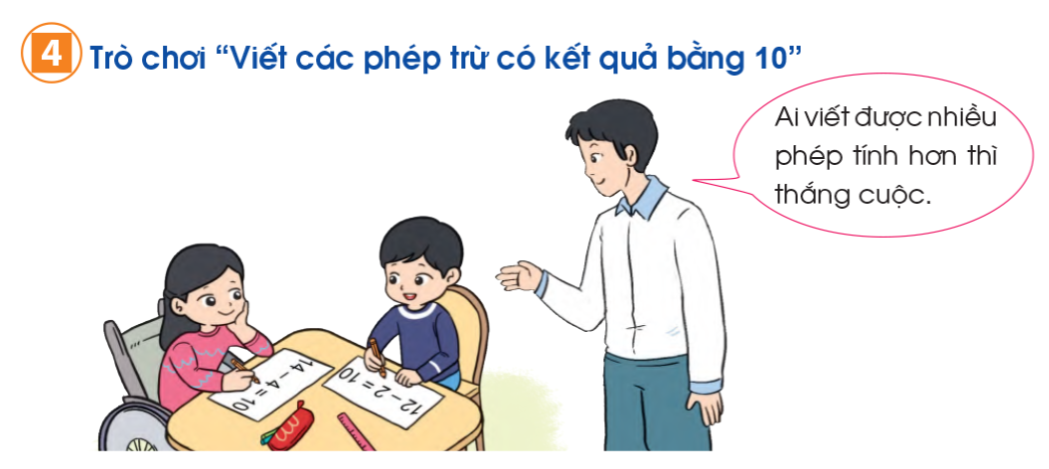 4 Trò chơi “Viết các phép trừ có kết quả bằng 10”
Ai viết được nhiều
phép tính hơn thì
thắng cuộc.
14 – 4 = 10
12 – 2 = 10